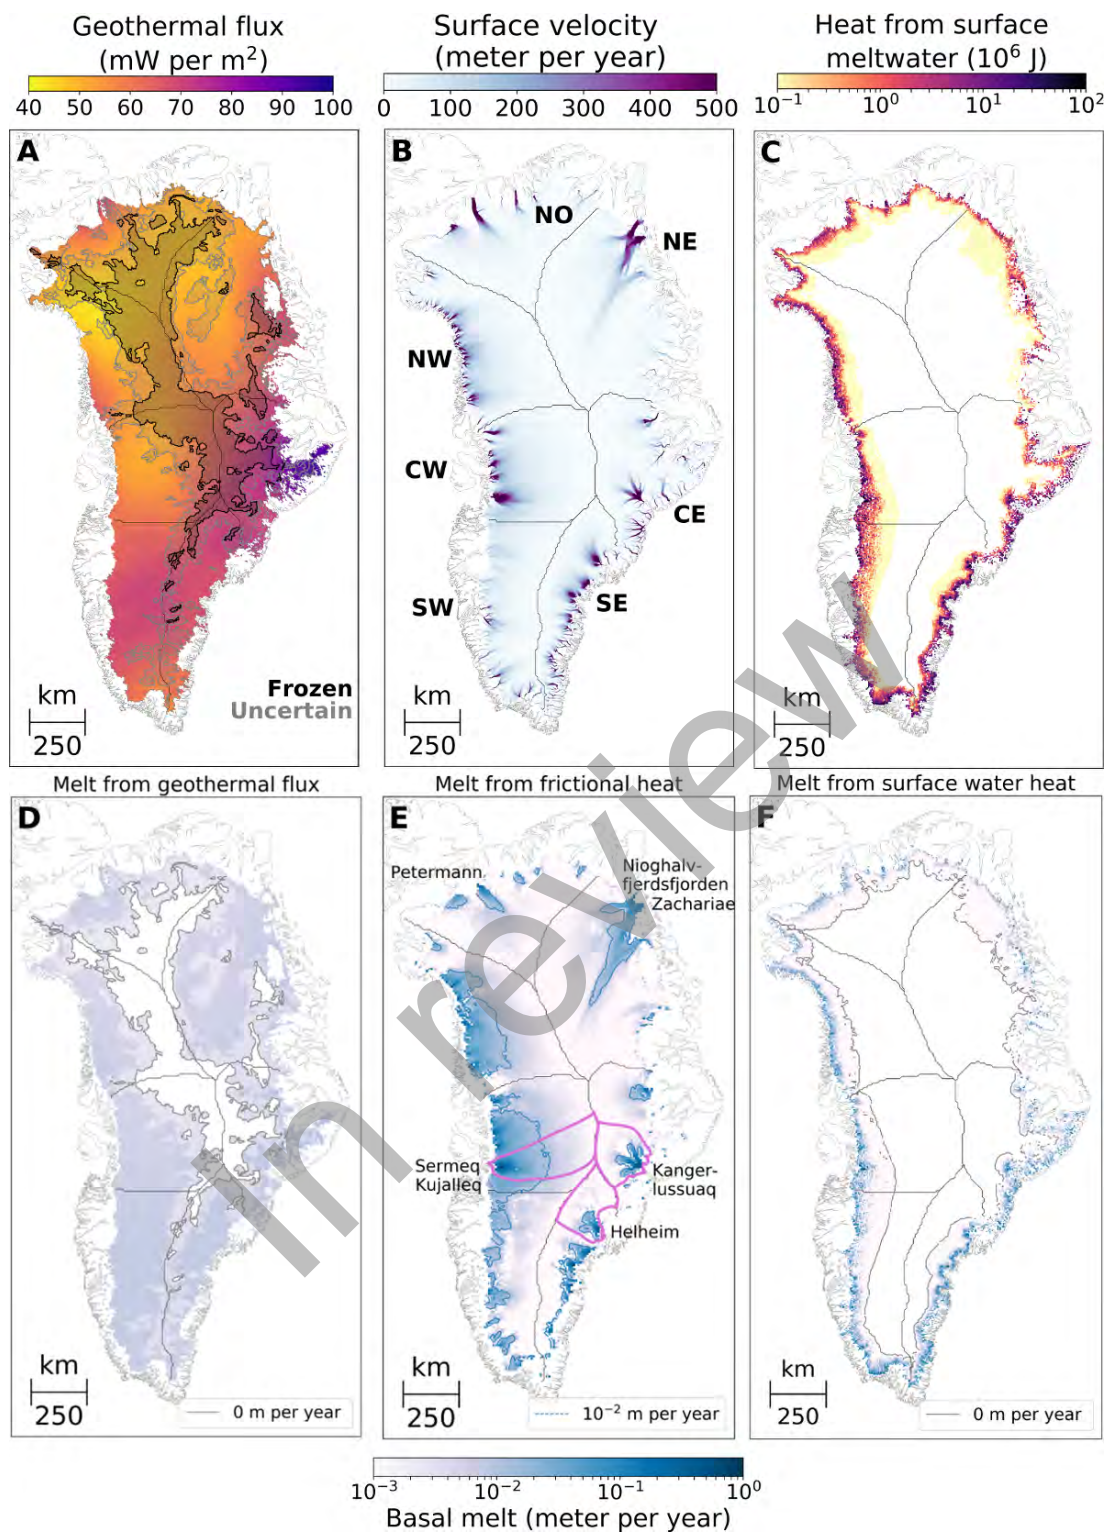 Geothermal flux
(mW per m²)
40 50 60 70 80 90 100
Surface velocity
(meter per year)
0 100 200 300 400 500
Heat from surface
meltwater (10⁶ J)
10⁻¹ 10⁰ 10¹ 10²
A
Frozen
Uncertain
km
250
B
NO
NE
NW
CW
CE
SW
SE
km
250
C
km
250
Melt from geothermal flux
D
km
250
0 m per year
Melt from frictional heat
E
Petermann
Nioghalv-
fjerdsfjorden
Zachariae
Sermeq
Kujalleq
Kanger-
lussuaq
Helheim
km
250
10⁻² m per year
Melt from surface water heat
F
km
250
0 m per year
In review
10⁻³ 10⁻² 10⁻¹ 10⁰
Basal melt (meter per year)